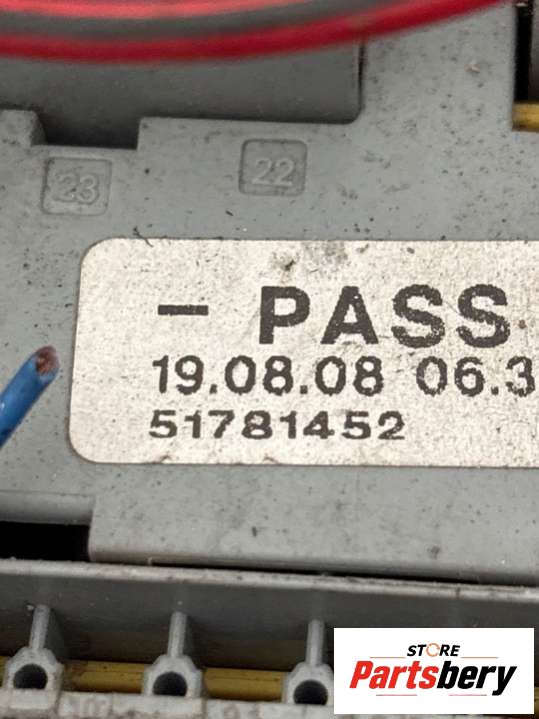 23 22
- PASS
19.08.08 06.3
51781452
STORE
Partsbery